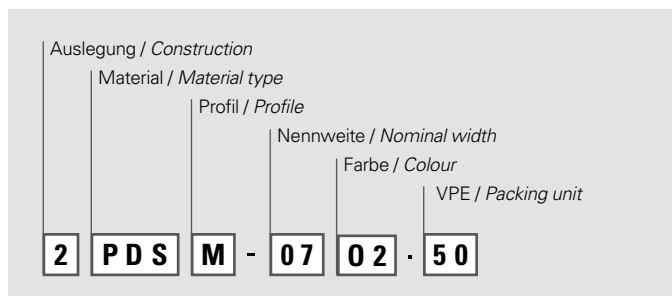 Auslegung / Construction
Material / Material type
Profil / Profile
Nennweite / Nominal width
Farbe / Colour
VPE / Packing unit
2 PDS M - 07 02 . 50